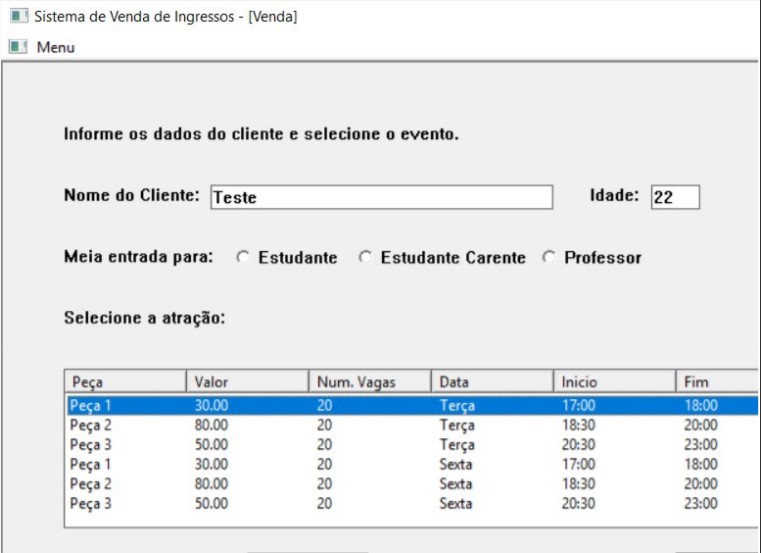 Sistema de Venda de Ingressos - [Venda]
Menu
Informe os dados do cliente e selecione o evento.
Nome do Cliente: Teste Idade: 22
Meia entrada para: Estudante Estudante Carente Professor
Selecione a atração:
Peça Valor Num. Vagas Data Inicio Fim
Peça 1 30.00 20 Terça 17:00 18:00
Peça 2 80.00 20 Terça 18:30 20:00
Peça 3 50.00 20 Terça 20:30 23:00
Peça 1 30.00 20 Sexta 17:00 18:00
Peça 2 80.00 20 Sexta 18:30 20:00
Peça 3 50.00 20 Sexta 20:30 23:00